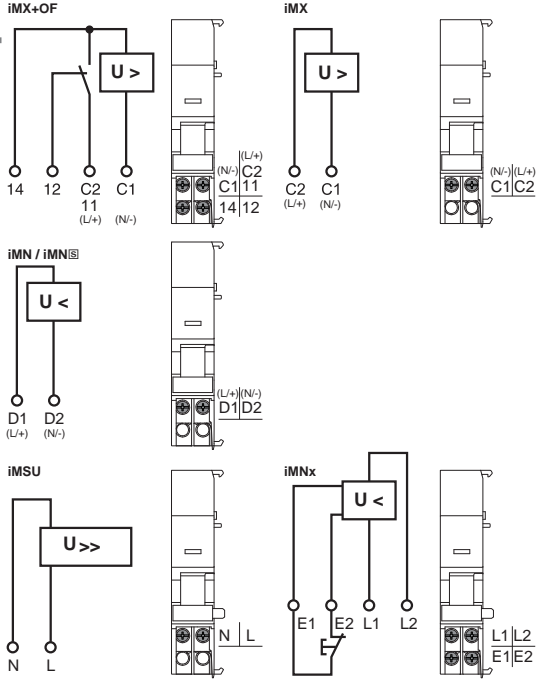 iMX+OF
U >
14 12 C2 C1
11
(L/+) (N/-)
(L/+)
(N/-) C2
C1 11
14 12
iMX
U >
C2 C1
(L/+) (N/-)
(N/-) (L/+)
C1 C2
iMN / iMN S
U <
D1 D2
(L/+) (N/-)
(L/+) (N/-)
D1 D2
iMSU
U >>
N L
N L
iMNx
U <
E1 E2 L1 L2
L1 L2
E1 E2